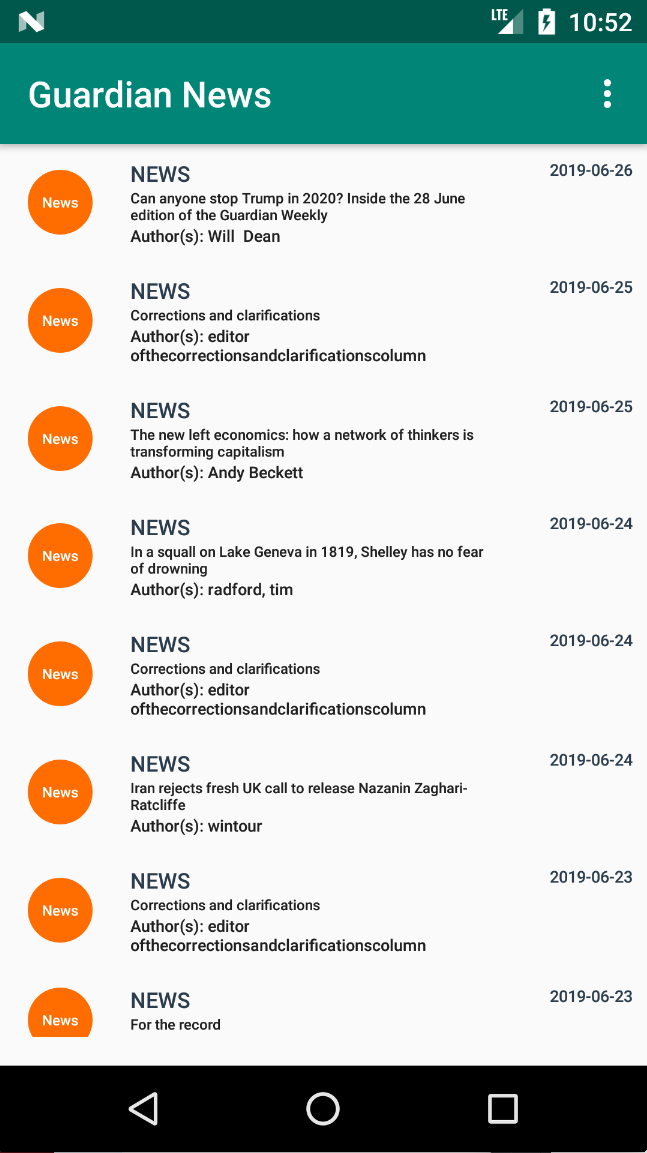 LTE 10:52
Guardian News
NEWS 2019-06-26
News
Can anyone stop Trump in 2020? Inside the 28 June
edition of the Guardian Weekly
Author(s): Will  Dean
NEWS 2019-06-25
News
Corrections and clarifications
Author(s): editor
ofthecorrectionsandclarificationscolumn
NEWS 2019-06-25
News
The new left economics: how a network of thinkers is
transforming capitalism
Author(s): Andy Beckett
NEWS 2019-06-24
News
In a squall on Lake Geneva in 1819, Shelley has no fear
of drowning
Author(s): radford, tim
NEWS 2019-06-24
News
Corrections and clarifications
Author(s): editor
ofthecorrectionsandclarificationscolumn
NEWS 2019-06-24
News
Iran rejects fresh UK call to release Nazanin Zaghari-
Ratcliffe
Author(s): wintour
NEWS 2019-06-23
News
Corrections and clarifications
Author(s): editor
ofthecorrectionsandclarificationscolumn
NEWS 2019-06-23
News
For the record